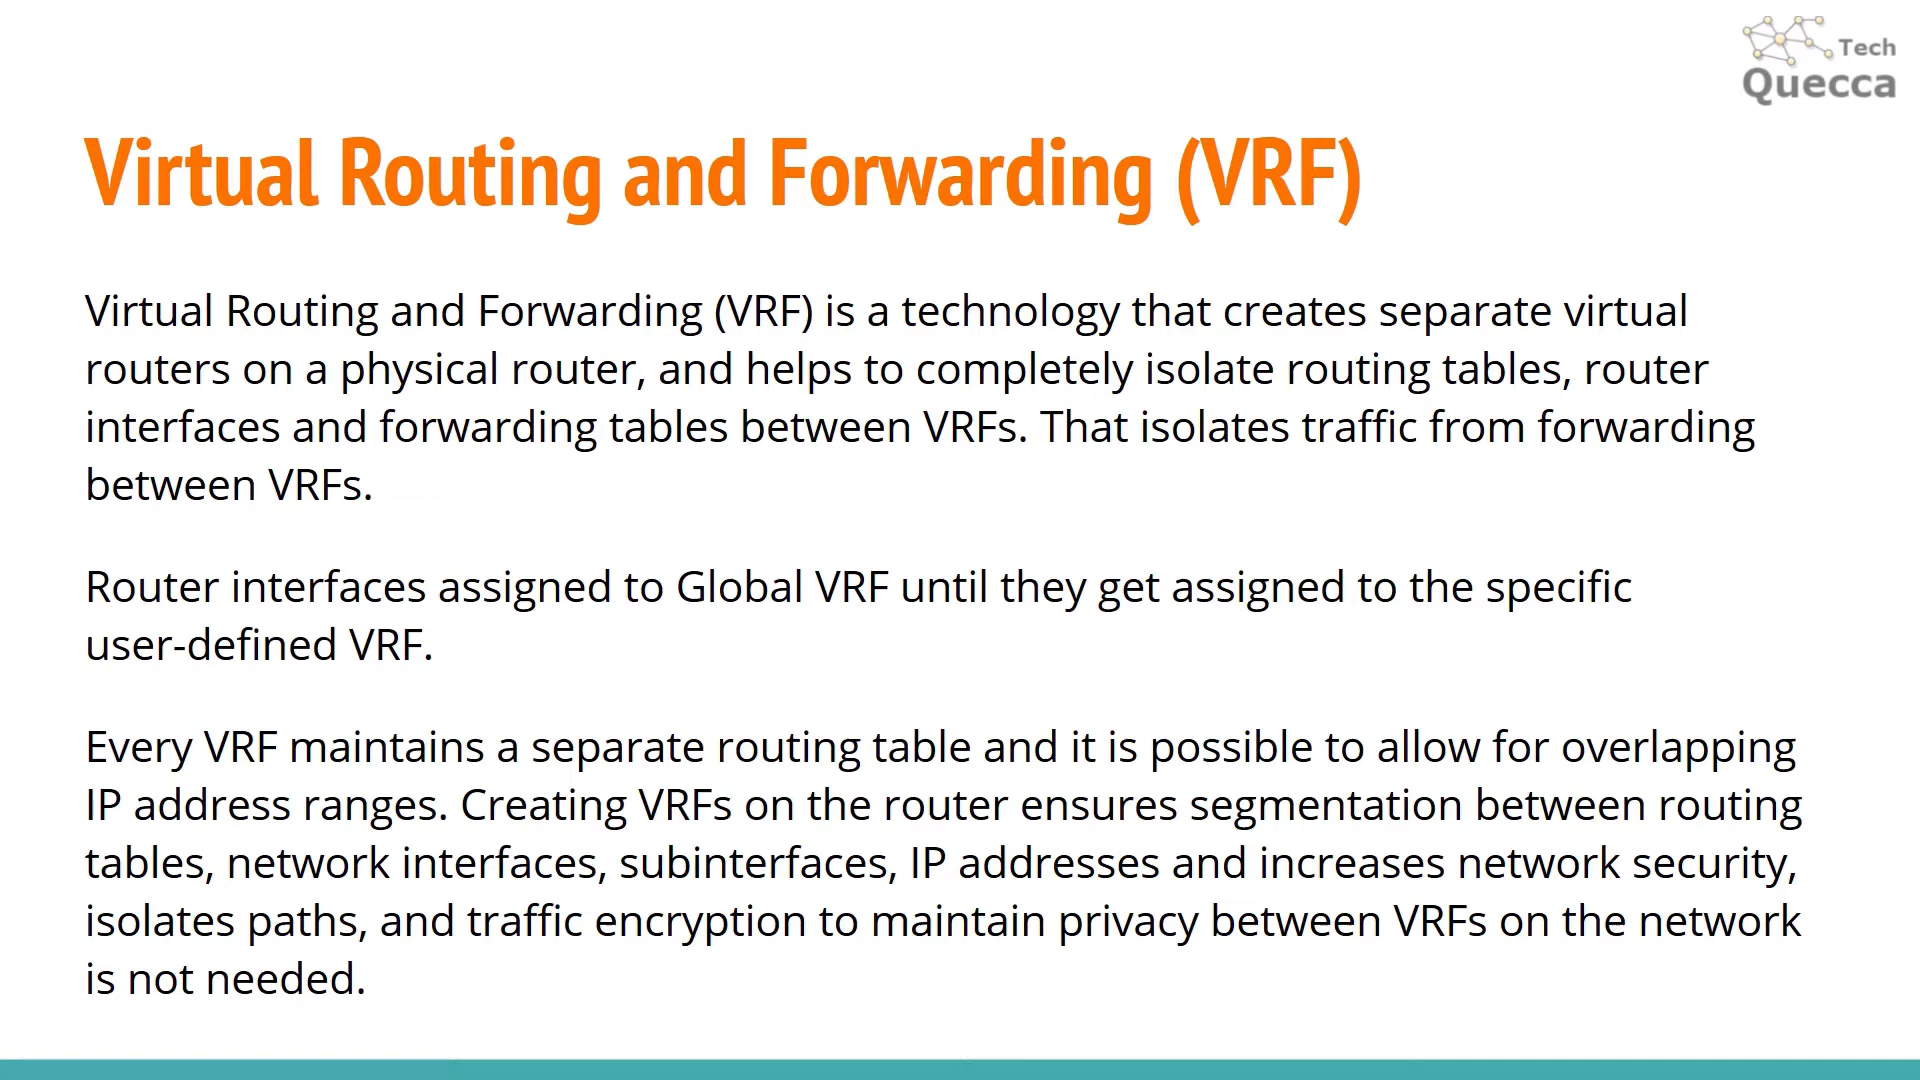 Tech
Quecca
Virtual Routing and Forwarding (VRF)
Virtual Routing and Forwarding (VRF) is a technology that creates separate virtual
routers on a physical router, and helps to completely isolate routing tables, router
interfaces and forwarding tables between VRFs. That isolates traffic from forwarding
between VRFs.
Router interfaces assigned to Global VRF until they get assigned to the specific
user-defined VRF.
Every VRF maintains a separate routing table and it is possible to allow for overlapping
IP address ranges. Creating VRFs on the router ensures segmentation between routing
tables, network interfaces, subinterfaces, IP addresses and increases network security,
isolates paths, and traffic encryption to maintain privacy between VRFs on the network
is not needed.